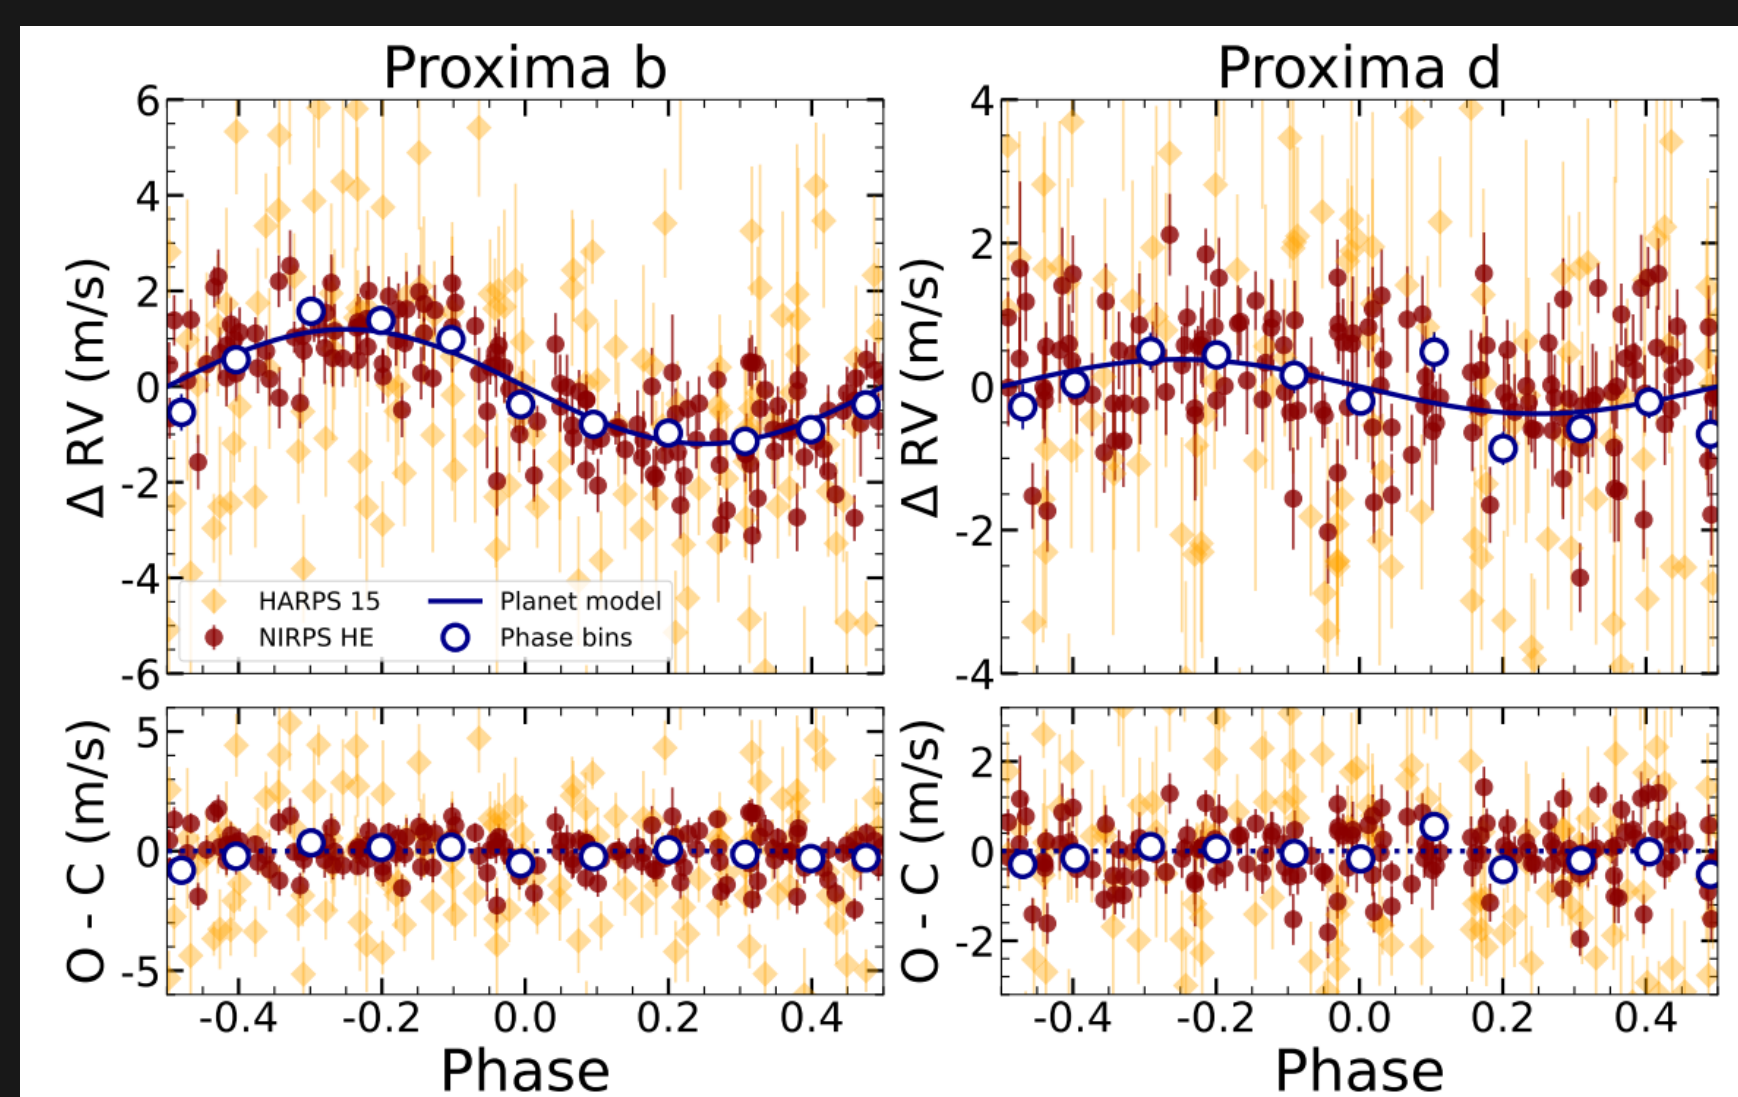 Proxima b
Proxima d
6
4
2
0
-2
-4
-6
Δ RV (m/s)
HARPS 15
NIRPS HE
Planet model
Phase bins
4
2
0
-2
-4
Δ RV (m/s)
5
0
-5
O - C (m/s)
2
0
-2
O - C (m/s)
-0.4 -0.2 0.0 0.2 0.4
-0.4 -0.2 0.0 0.2 0.4
Phase
Phase